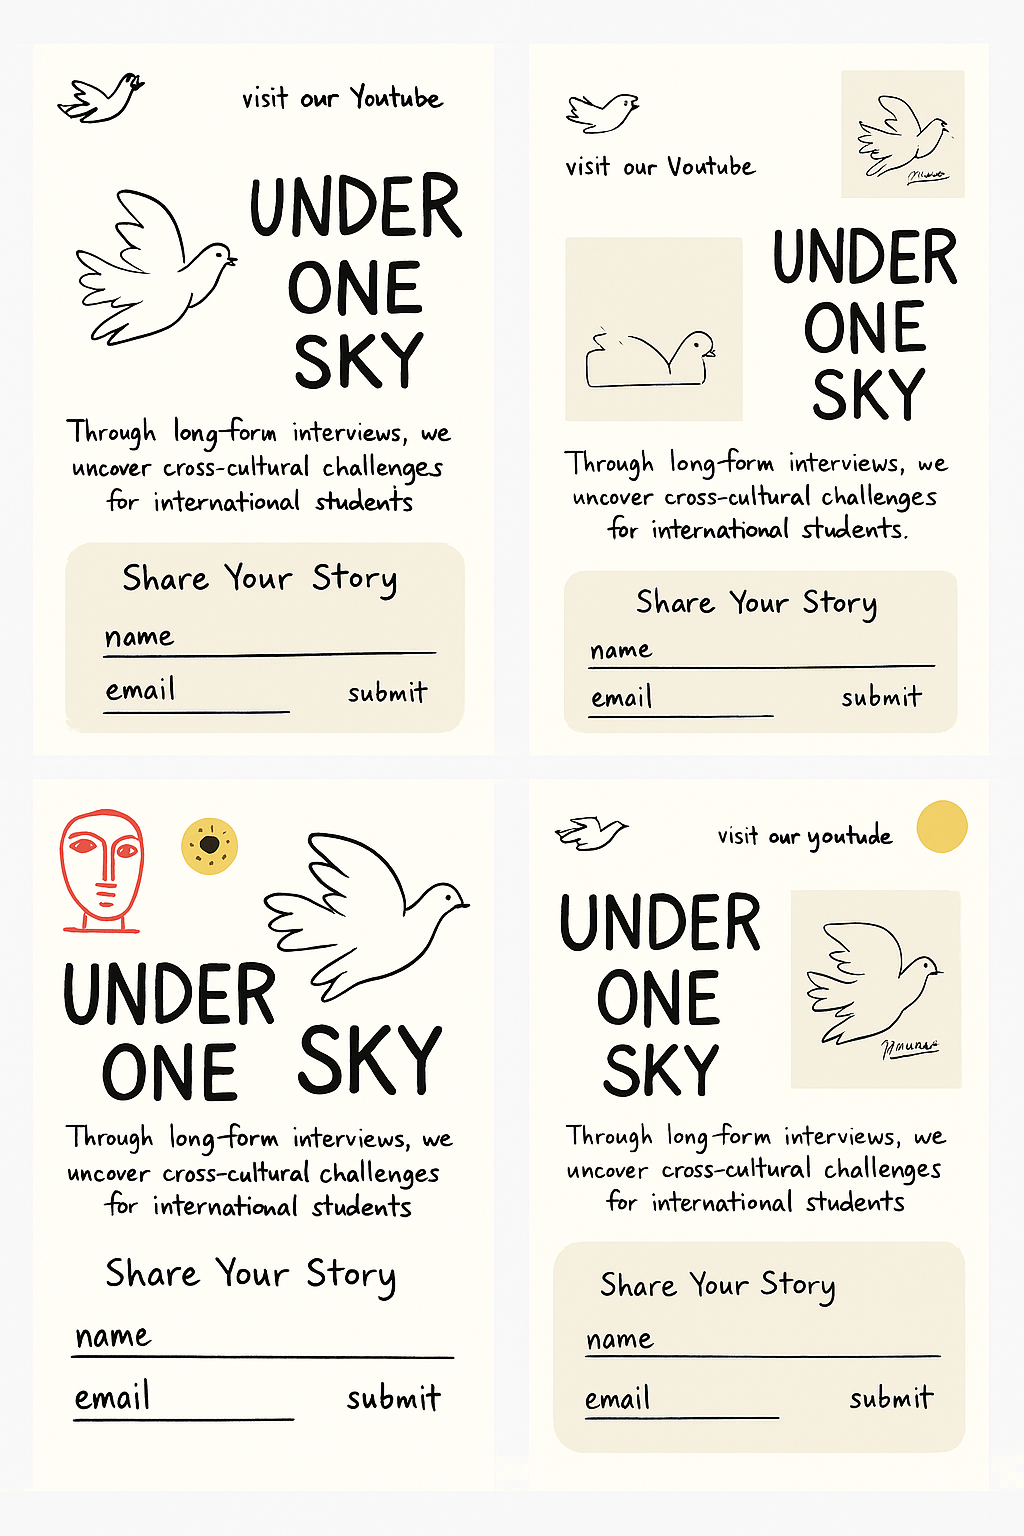 visit our Youtube
UNDER
ONE
SKY
Through long-form interviews, we
uncover cross-cultural challenges
for international students
Share Your Story
name
email submit
visit our Voutube
UNDER
ONE
SKY
Through long-form interviews, we
uncover cross-cultural challenges
for international students.
Share Your Story
name
email submit
UNDER
ONE SKY
Through long-form interviews, we
uncover cross-cultural challenges
for international students
Share Your Story
name
email submit
visit our youtude
UNDER
ONE
SKY
Through long-form interviews, we
uncover cross-cultural challenges
for international students
Share Your Story
name
email submit